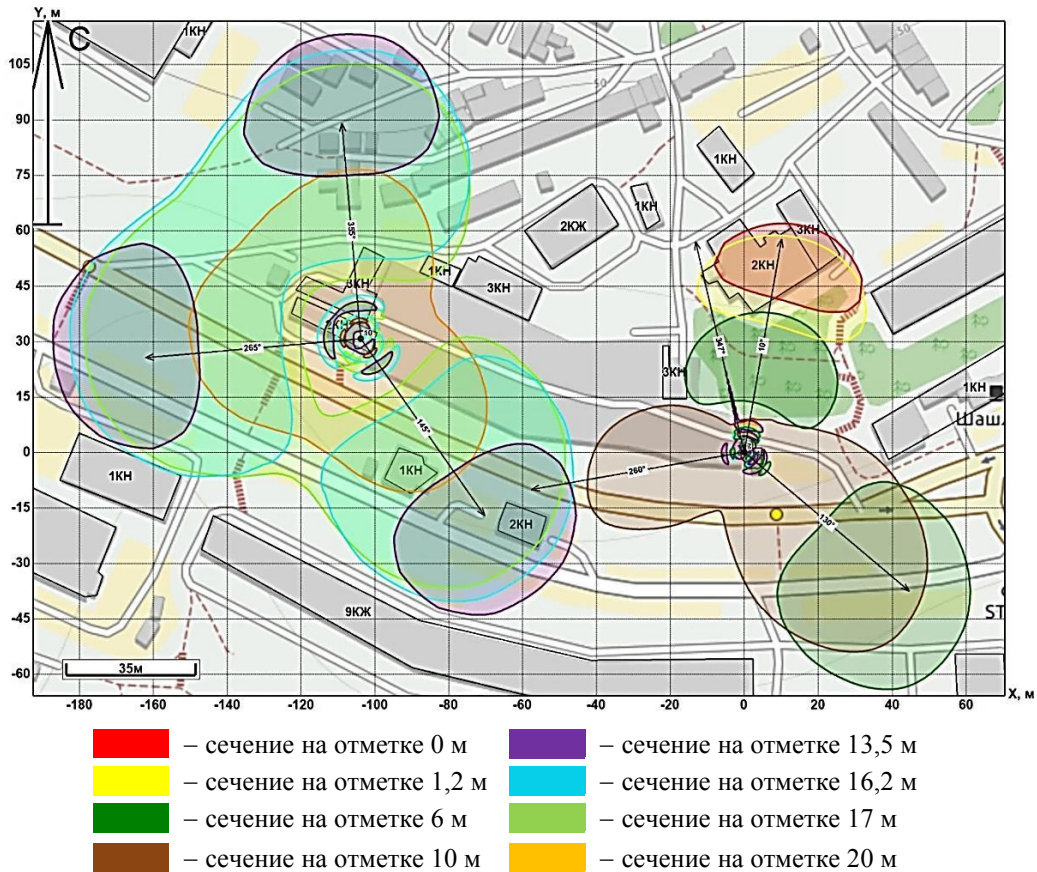 Y, м
С
1КН
50
50
105
90
75
60
45
30
15
0
-15
-30
-45
-60
355°
1КН
2КЖ
1КН
3КН
2КН
3КН
1КН
3КН
265°
10°
347°
10°
3КН
1КН
Шаш
145°
1КН
1КН
260°
130°
2КН
9КЖ
ST
35м
-180 -160 -140 -120 -100 -80 -60 -40 -20 0 20 40 60 X, м
– сечение на отметке 0 м
– сечение на отметке 1,2 м
– сечение на отметке 6 м
– сечение на отметке 10 м
– сечение на отметке 13,5 м
– сечение на отметке 16,2 м
– сечение на отметке 17 м
– сечение на отметке 20 м